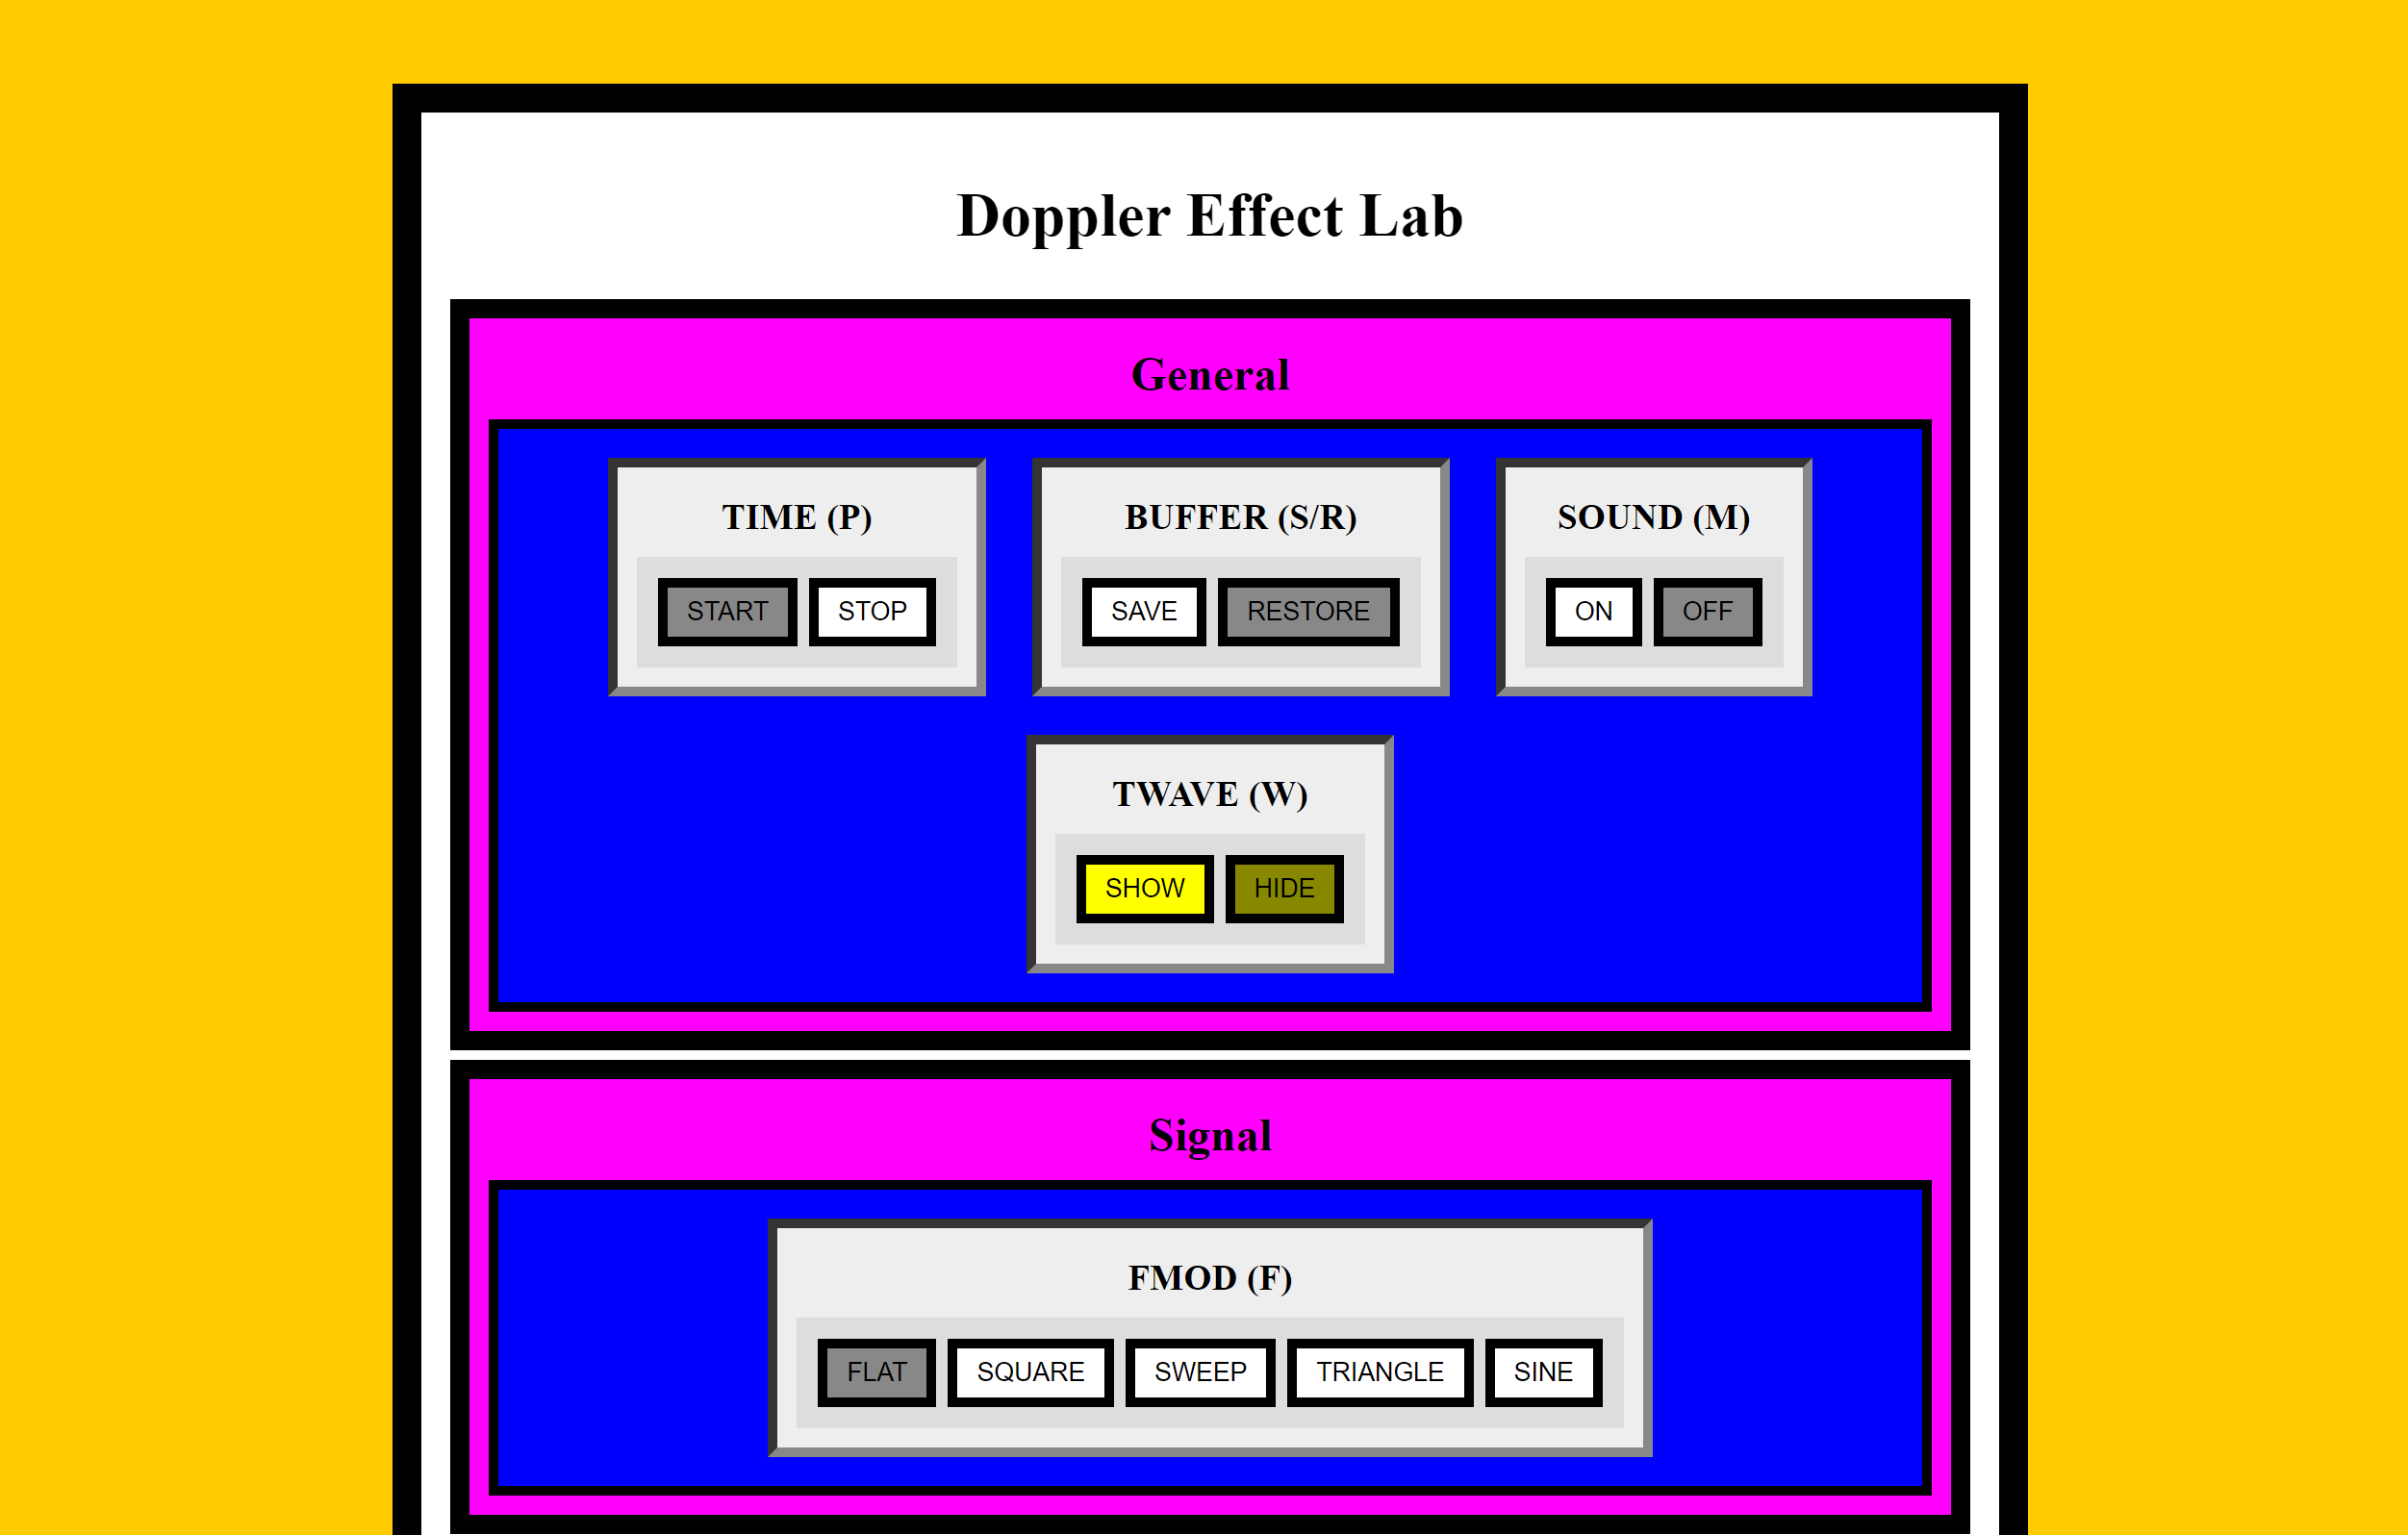 Doppler Effect Lab
General
TIME (P)
START STOP
BUFFER (S/R)
SAVE RESTORE
SOUND (M)
ON OFF
TWAVE (W)
SHOW HIDE
Signal
FMOD (F)
FLAT SQUARE SWEEP TRIANGLE SINE